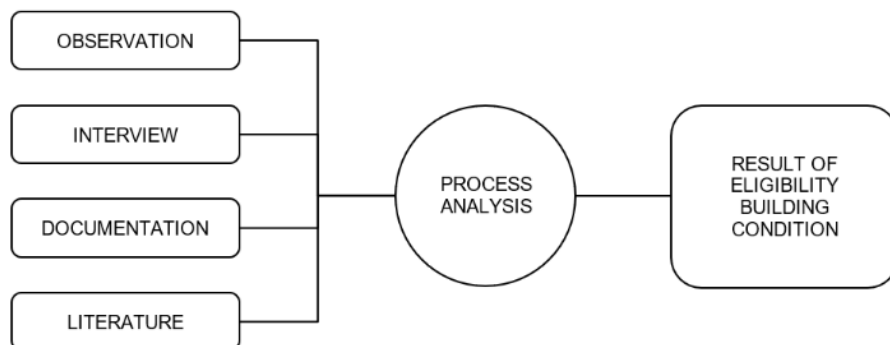 OBSERVATION
INTERVIEW
DOCUMENTATION
LITERATURE
PROCESS
ANALYSIS
RESULT OF
ELIGIBILITY
BUILDING
CONDITION